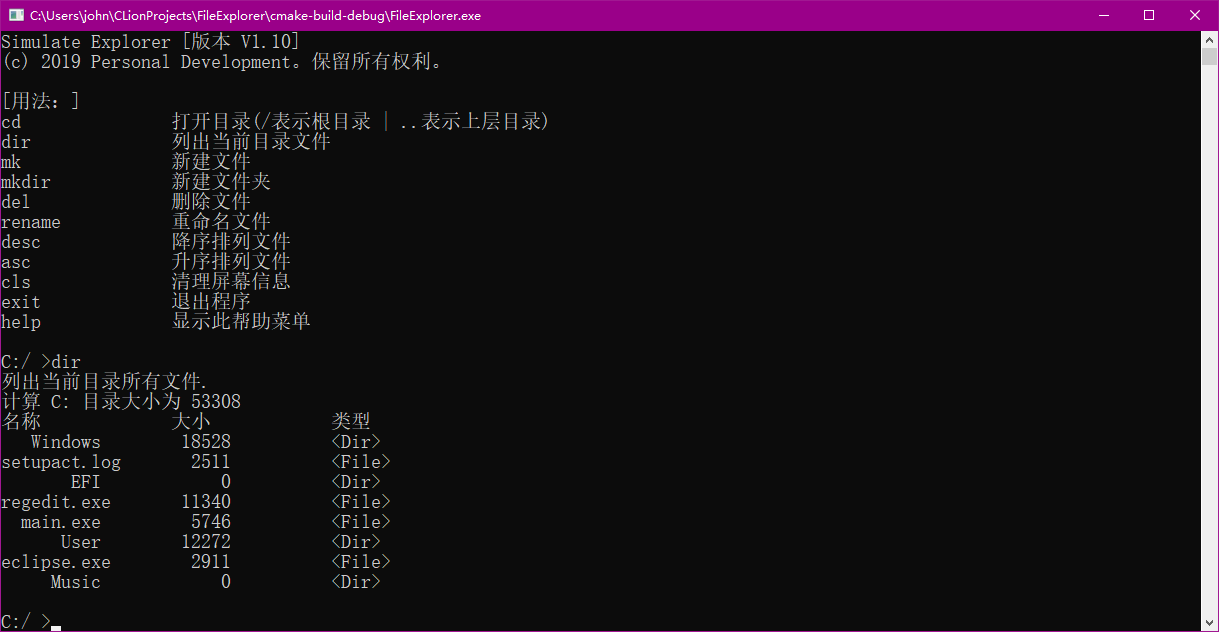 C:\Users\john\CLionProjects\FileExplorer\cmake-build-debug\FileExplorer.exe
Simulate Explorer [版本 V1.10]
(c) 2019 Personal Development。保留所有权利。
[用法：]
cd 打开目录(/表示根目录 | ..表示上层目录)
dir 列出当前目录文件
mk 新建文件
mkdir 新建文件夹
del 删除文件
rename 重命名文件
desc 降序排列文件
asc 升序排列文件
cls 清理屏幕信息
exit 退出程序
help 显示此帮助菜单
C:/ >dir
列出当前目录所有文件.
计算 C: 目录大小为 53308
名称 大小 类型
Windows 18528 <Dir>
setupact.log 2511 <File>
EFI 0 <Dir>
regedit.exe 11340 <File>
main.exe 5746 <File>
User 12272 <Dir>
eclipse.exe 2911 <File>
Music 0 <Dir>
C:/ >